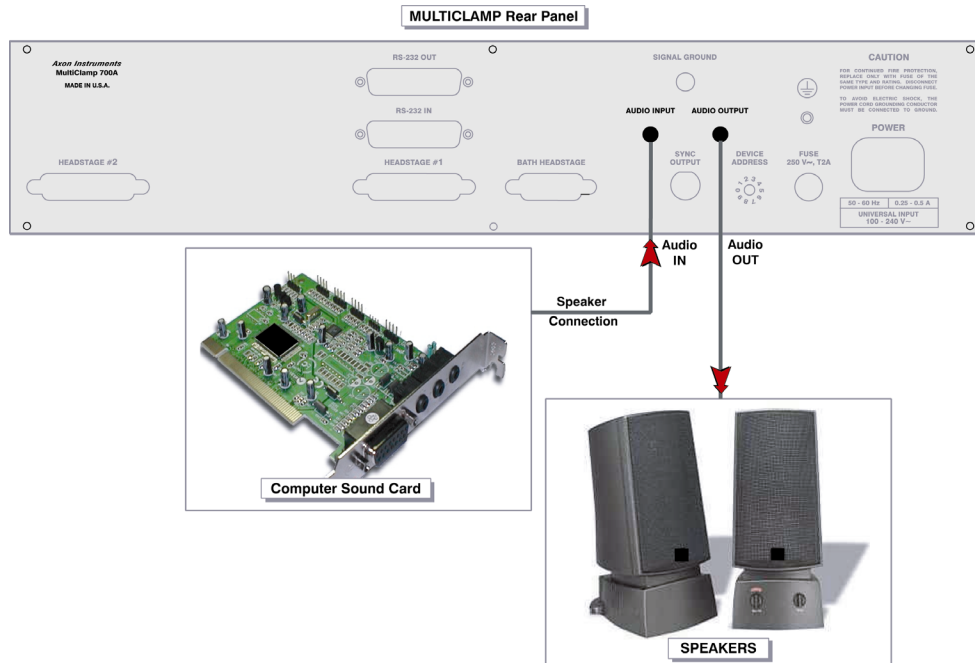 MULTICLAMP Rear Panel
Axon Instruments
MultiClamp 700A
MADE IN U.S.A.
RS-232 OUT
RS-232 IN
HEADSTAGE #2
HEADSTAGE #1
BATH HEADSTAGE
SIGNAL GROUND
AUDIO INPUT
AUDIO OUTPUT
SYNC
OUTPUT
DEVICE
ADDRESS
FUSE
250 V~, T2A
CAUTION
FOR CONTINUED FIRE PROTECTION,
REPLACE ONLY WITH FUSE OF THE
SAME TYPE AND RATING. DISCONNECT
POWER INPUT BEFORE CHANGING FUSE.
TO AVOID ELECTRIC SHOCK, THE
POWER CORD GROUNDING CONDUCTOR
MUST BE CONNECTED TO GROUND.
POWER
50 - 60 Hz
0.25 - 0.5 A
UNIVERSAL INPUT
100 - 240 V~
Audio
IN
Audio
OUT
Speaker
Connection
Computer Sound Card
SPEAKERS